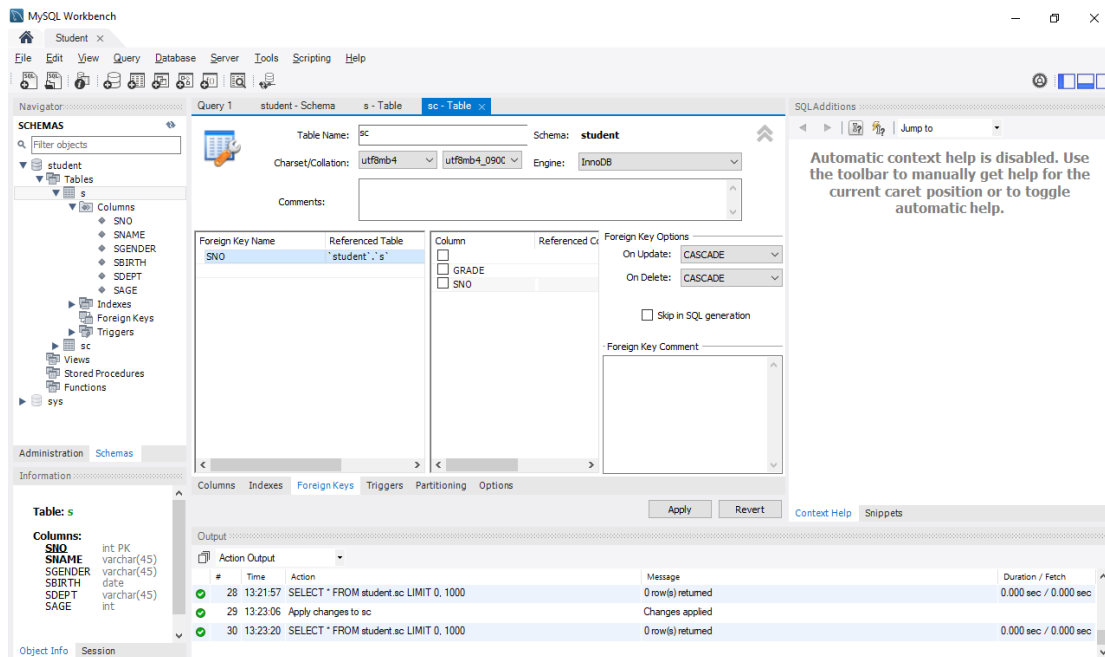 MySQL Workbench
Student ×
File Edit View Query Database Server Tools Scripting Help
Navigator
SCHEMAS
Filter objects
student
Tables
s
Columns
SNO
SNAME
SGENDER
SBIRTH
SDEPT
SAGE
Indexes
Foreign Keys
Triggers
sc
Views
Stored Procedures
Functions
sys
Administration Schemas
Information
Table: s
Columns:
SNO int PK
SNAME varchar(45)
SGENDER varchar(45)
SBIRTH date
SDEPT varchar(45)
SAGE int
Object Info Session
Query 1 student - Schema s - Table sc - Table ×
Table Name: sc Schema: student
Charset/Collation: utf8mb4 utf8mb4_090( Engine: InnoDB
Comments:
Foreign Key Name Referenced Table
SNO `student`.`s`
Column Referenced Co
GRADE
SNO
Foreign Key Options
On Update: CASCADE
On Delete: CASCADE
Skip in SQL generation
Foreign Key Comment
Columns Indexes Foreign Keys Triggers Partitioning Options
Apply Revert
SQLAdditions
Jump to
Automatic context help is disabled. Use
the toolbar to manually get help for the
current caret position or to toggle
automatic help.
Context Help Snippets
Output
Action Output
# Time Action Message Duration / Fetch
28 13:21:57 SELECT * FROM student.sc LIMIT 0, 1000 0 row(s) returned 0.000 sec / 0.000 sec
29 13:23:06 Apply changes to sc Changes applied
30 13:23:20 SELECT * FROM student.sc LIMIT 0, 1000 0 row(s) returned 0.000 sec / 0.000 sec